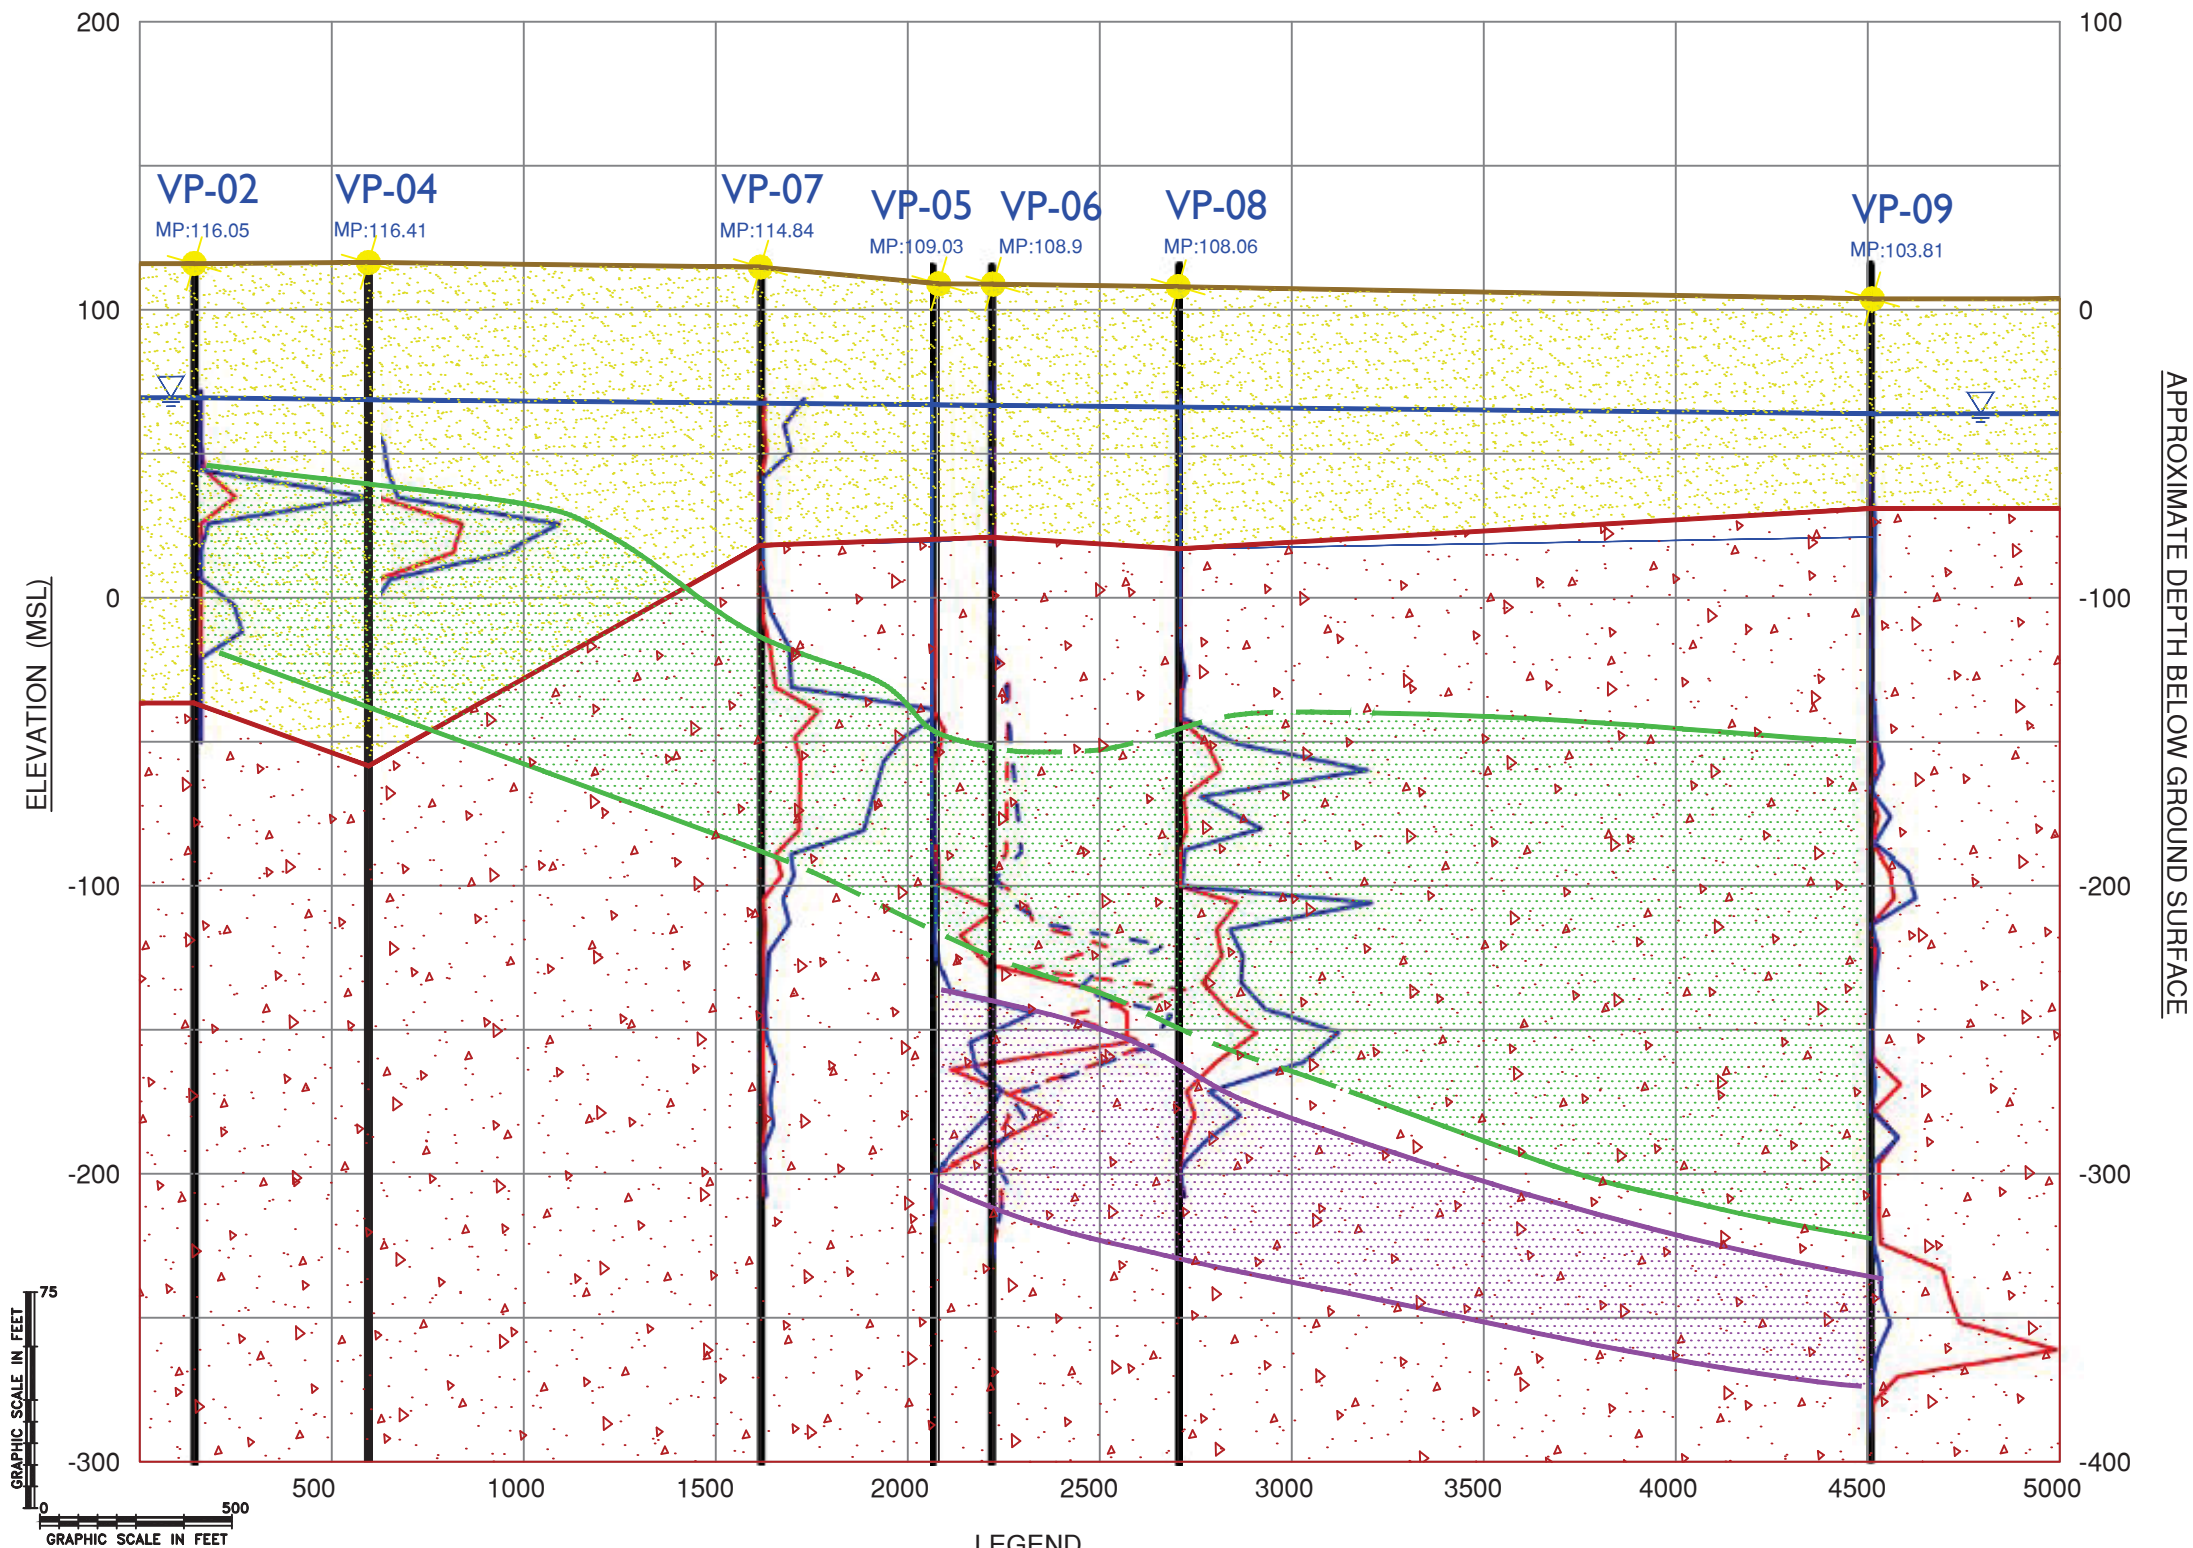 200
100
VP-02
VP-04
VP-07
VP-05
VP-06
VP-08
VP-09
MP:116.05
MP:116.41
MP:114.84
MP:109.03
MP:108.9
MP:108.06
MP:103.81
100
0
0
-100
-100
-200
-200
-300
-300
-400
ELEVATION (MSL)
APPROXIMATE DEPTH BELOW GROUND SURFACE
75
GRAPHIC SCALE IN FEET
0
500
GRAPHIC SCALE IN FEET
500
1000
1500
2000
2500
3000
3500
4000
4500
5000
LEGEND